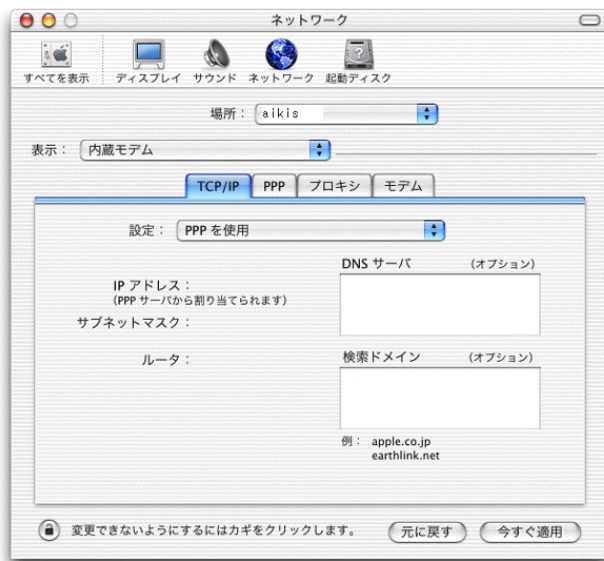 ネットワーク
すべてを表示 ディスプレイ サウンド ネットワーク 起動ディスク
場所： aikis
表示： 内蔵モデム
TCP/IP PPP プロキシ モデム
設定： PPP を使用
DNS サーバ （オプション）
IP アドレス：
（PPP サーバから割り当てられます）
サブネットマスク：
ルータ：
検索ドメイン （オプション）
例： apple.co.jp
earthlink.net
変更できないようにするにはカギをクリックします。 元に戻す 今すぐ適用